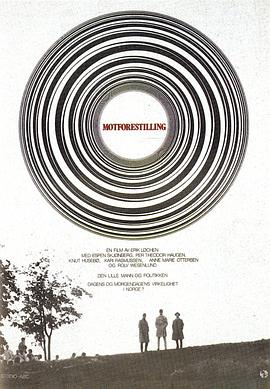 MOTFORESTILLING
EN FILM AV ERIK LØCHEN
MED ESPEN SKJØNBERG, PER THEODOR HAUGEN,
KNUT HUSEBØ, KARI RASMUSSEN, ANNE MARIE OTTERSEN
OG ROLV WESENLUND
DEN LILLE MANN OG POLITIKKEN
DAGENS OG MORGENDAGENS VIRKELIGHET
I NORGE?